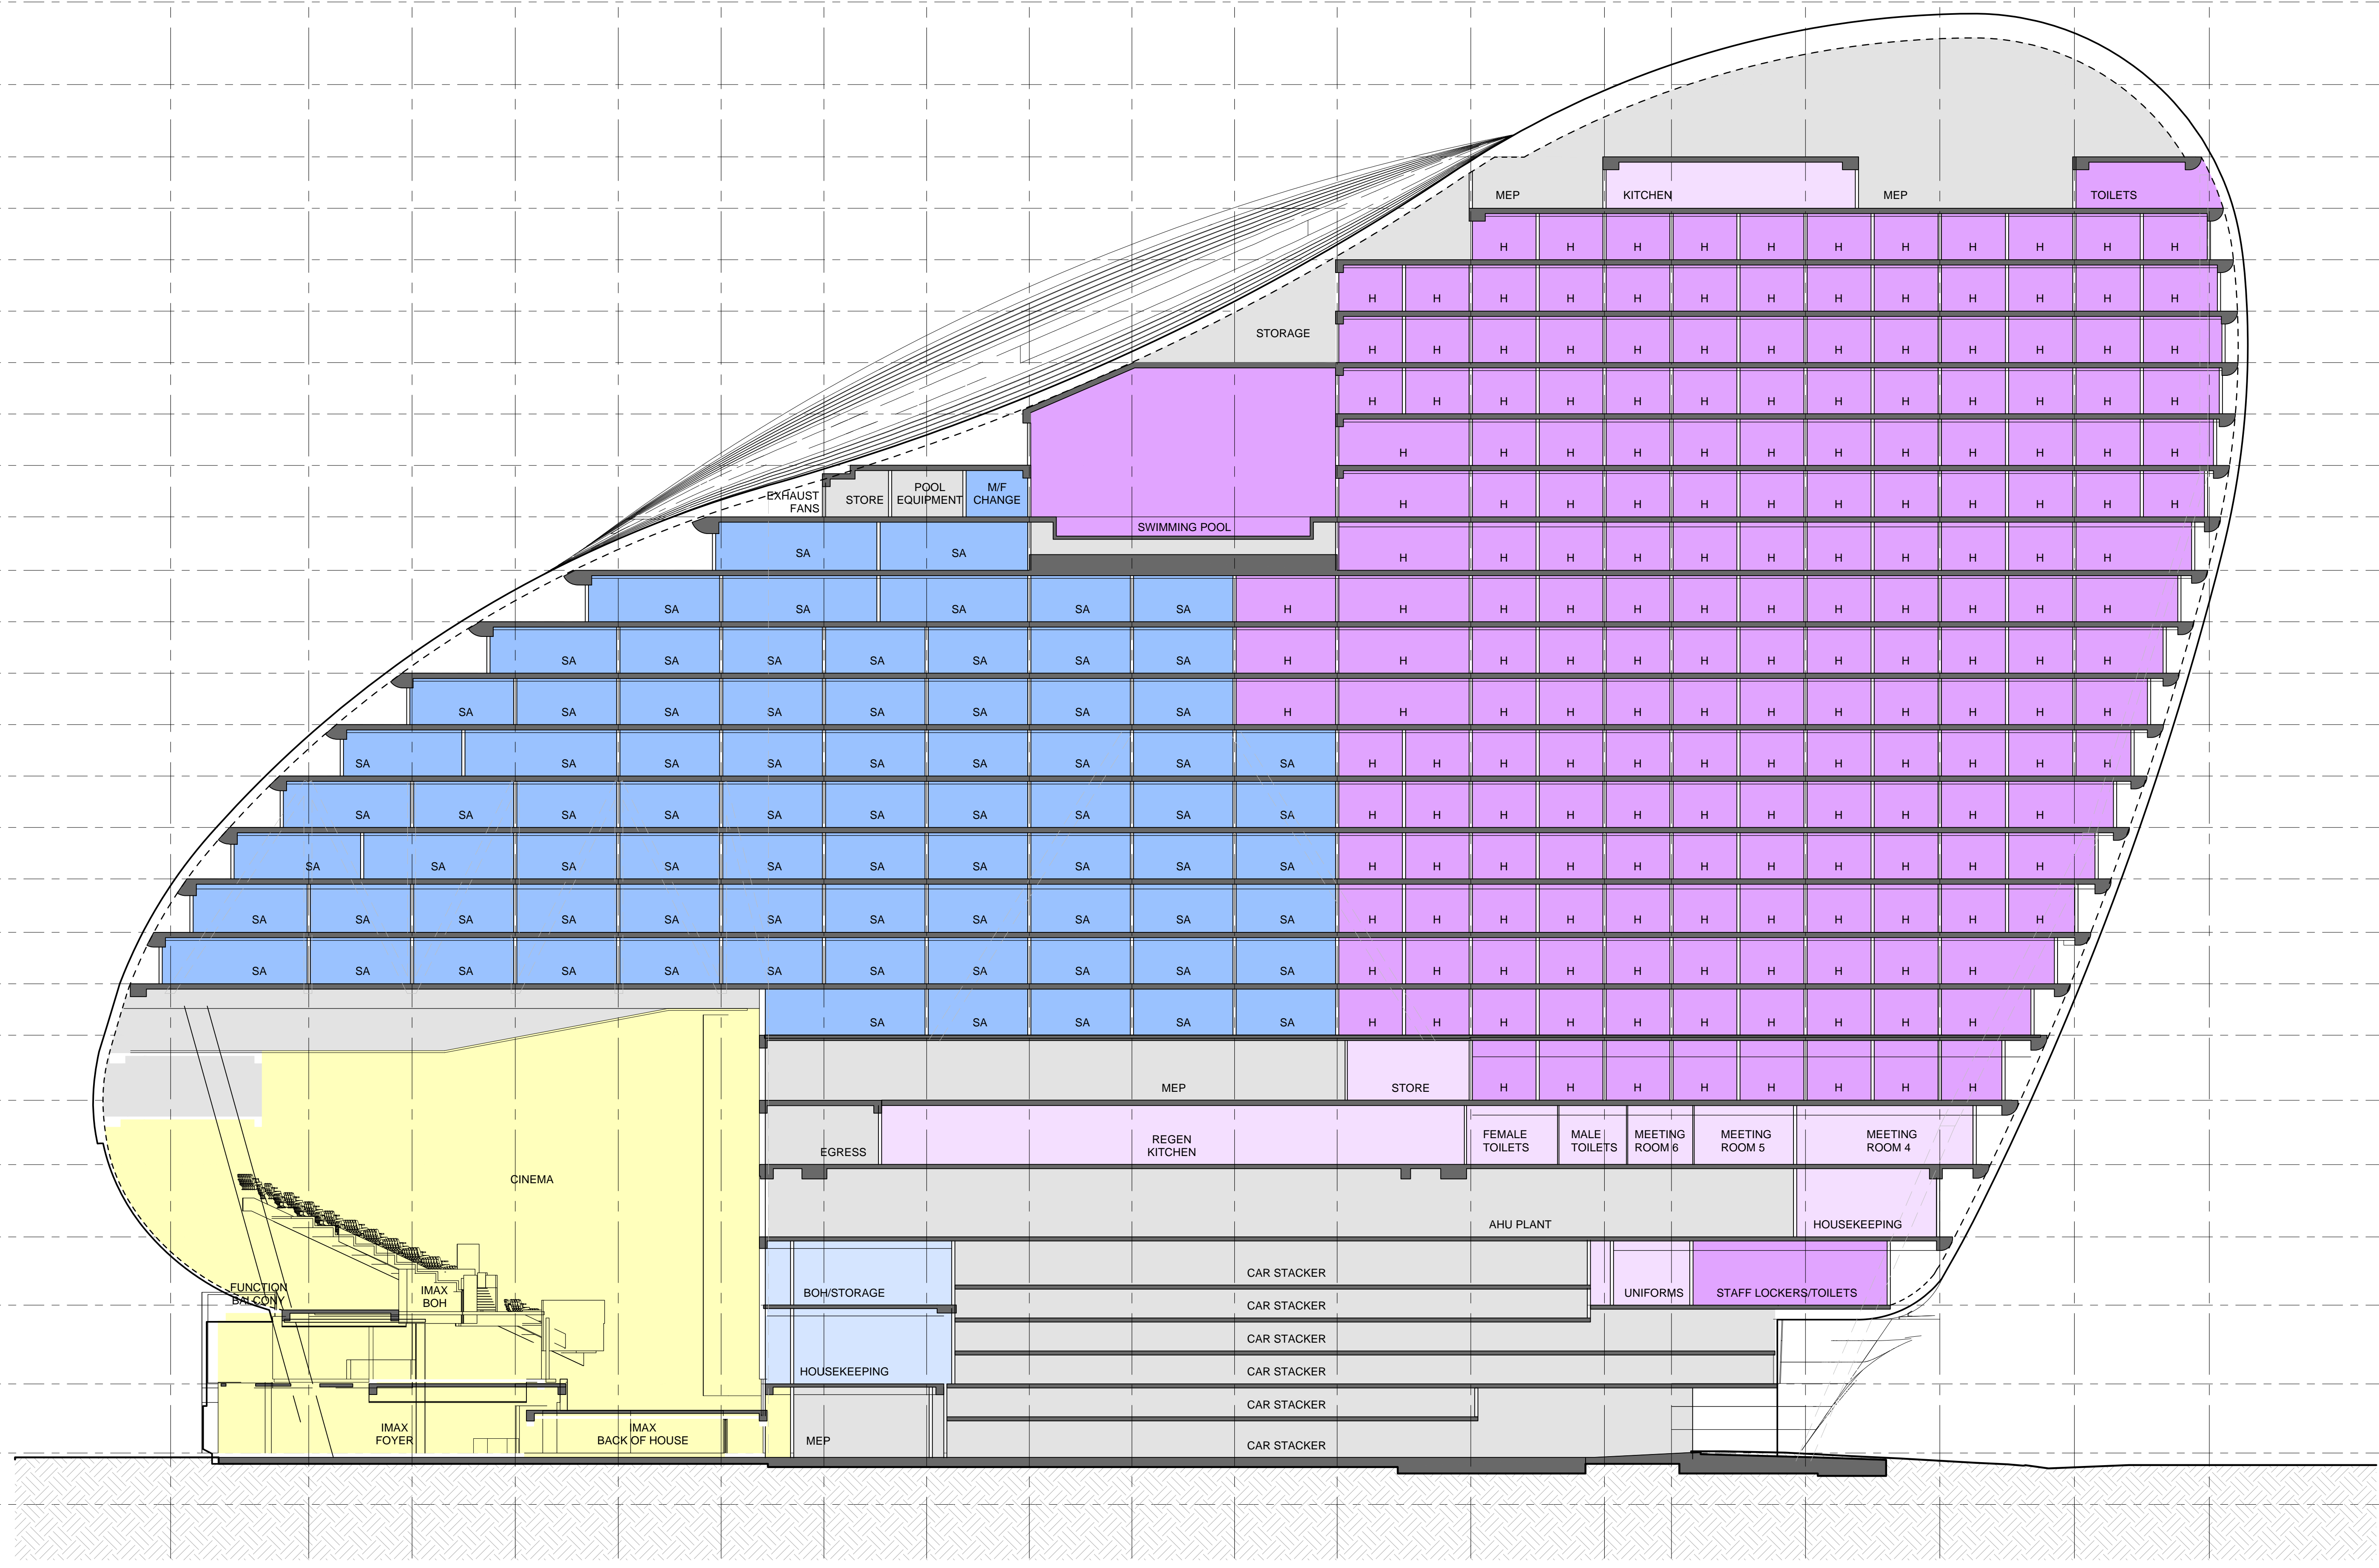 MEP KITCHEN MEP TOILETS
H H H H H H H H H H H
H H H H H H H H H H H H H
STORAGE
H H H H H H H H H H H H H
H H H H H H H H H H H H H
H H H H H H H H H H H H
EXHAUST
FANS
STORE
POOL
EQUIPMENT
M/F
CHANGE
H H H H H H H H H H H H
SWIMMING POOL
SA SA H H H H H H H H H H H
SA SA SA SA SA H H H H H H H H H H H H
SA SA SA SA SA SA SA H H H H H H H H H H H H
SA SA SA SA SA SA SA SA H H H H H H H H H H H H
SA SA SA SA SA SA SA SA SA H H H H H H H H H H H H
SA SA SA SA SA SA SA SA SA SA H H H H H H H H H H H
SA SA SA SA SA SA SA SA SA SA H H H H H H H H H H H
SA SA SA SA SA SA SA SA SA SA SA H H H H H H H H H H H
SA SA SA SA SA SA SA SA SA SA SA H H H H H H H H H H
SA SA SA SA SA H H H H H H H H H H
MEP STORE H H H H H H H H
EGRESS
REGEN
KITCHEN
FEMALE
TOILETS
MALE
TOILETS
MEETING
ROOM 6
MEETING
ROOM 5
MEETING
ROOM 4
CINEMA
AHU PLANT
HOUSEKEEPING
FUNCTION
BALCONY
IMAX
BOH
BOH/STORAGE
CAR STACKER
UNIFORMS
STAFF LOCKERS/TOILETS
CAR STACKER
CAR STACKER
HOUSEKEEPING
CAR STACKER
CAR STACKER
IMAX
FOYER
IMAX
BACK OF HOUSE
MEP
CAR STACKER